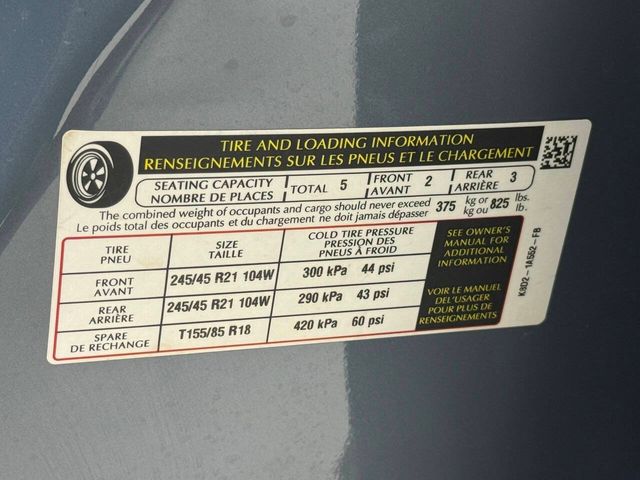 TIRE AND LOADING INFORMATION
RENSEIGNEMENTS SUR LES PNEUS ET LE CHARGEMENT
SEATING CAPACITY
NOMBRE DE PLACES
TOTAL 5
FRONT
AVANT 2
REAR
ARRIÈRE 3
The combined weight of occupants and cargo should never exceed 375 kg or 825 lbs.
Le poids total des occupants et du chargement ne doit jamais dépasser kg ou lb.
TIRE
PNEU
SIZE
TAILLE
COLD TIRE PRESSURE
PRESSION DES
PNEUS À FROID
FRONT
AVANT
245/45 R21 104W
300 kPa 44 psi
REAR
ARRIÈRE
245/45 R21 104W
290 kPa 43 psi
SPARE
DE RECHANGE
T155/85 R18
420 kPa 60 psi
SEE OWNER'S
MANUAL FOR
ADDITIONAL
INFORMATION
VOIR LE MANUEL
DEL'USAGER
POUR PLUS DE
RENSEIGNEMENTS
K8D2-1A552-FB